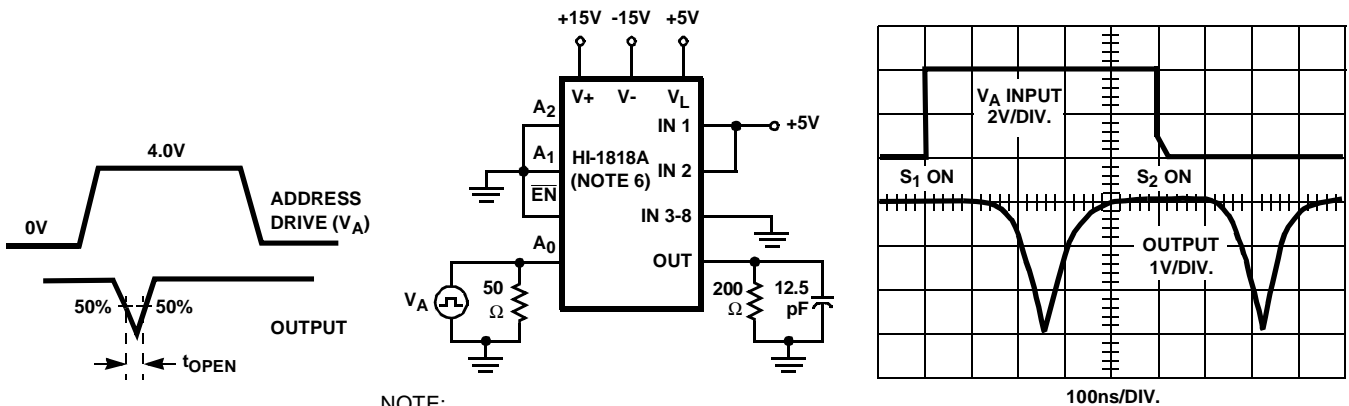 4.0V
0V
ADDRESS
DRIVE (VA)
50%
50%
OUTPUT
tOPEN
+15V
-15V
+5V
V+
V-
VL
A2
A1
EN
A0
HI-1818A
(NOTE 6)
IN 1
IN 2
IN 3-8
OUT
+5V
VA
50
Ω
200
Ω
12.5
pF
NOTE:
VA INPUT
2V/DIV.
S1 ON
S2 ON
OUTPUT
1V/DIV.
100ns/DIV.